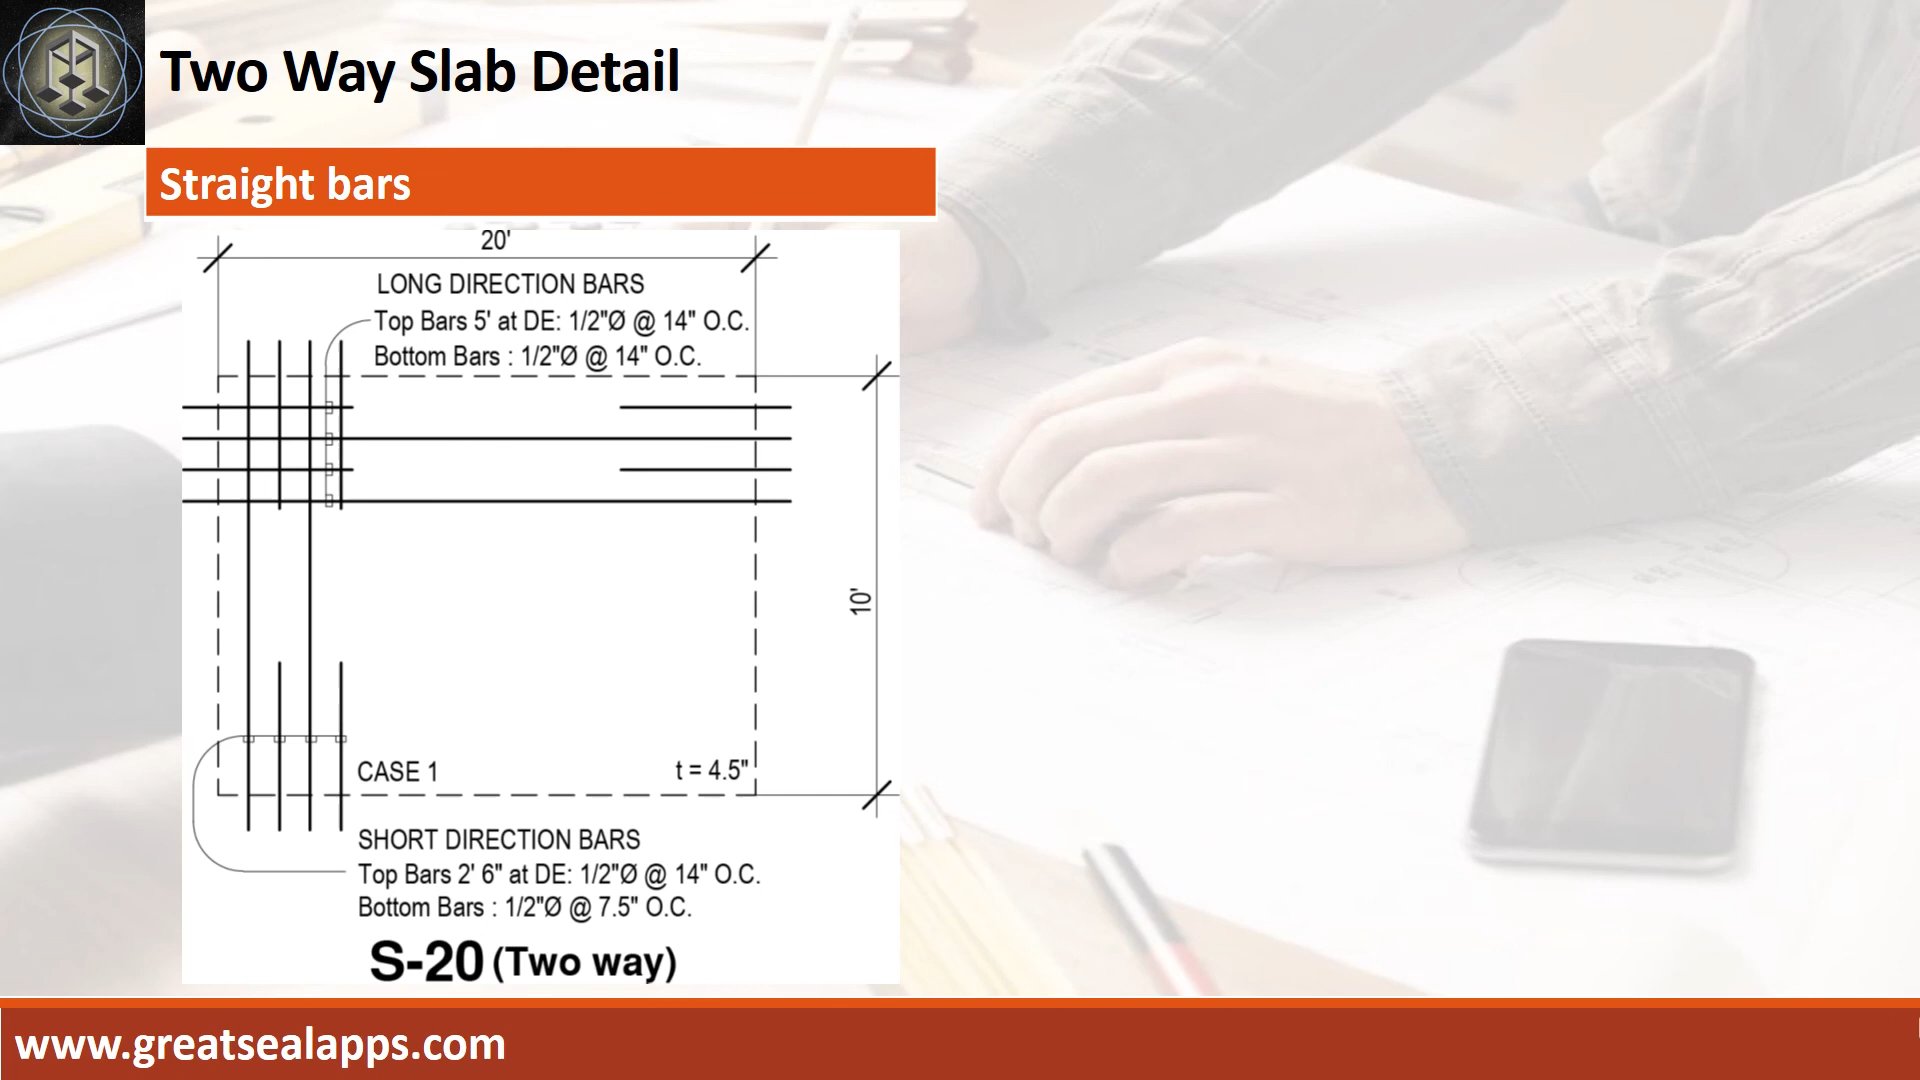 Two Way Slab Detail
Straight bars
20'
LONG DIRECTION BARS
Top Bars 5' at DE: 1/2"Ø @ 14" O.C.
Bottom Bars : 1/2"Ø @ 14" O.C.
10'
CASE 1
t = 4.5"
SHORT DIRECTION BARS
Top Bars 2' 6" at DE: 1/2"Ø @ 14" O.C.
Bottom Bars : 1/2"Ø @ 7.5" O.C.
S-20 (Two way)
www.greatsealapps.com